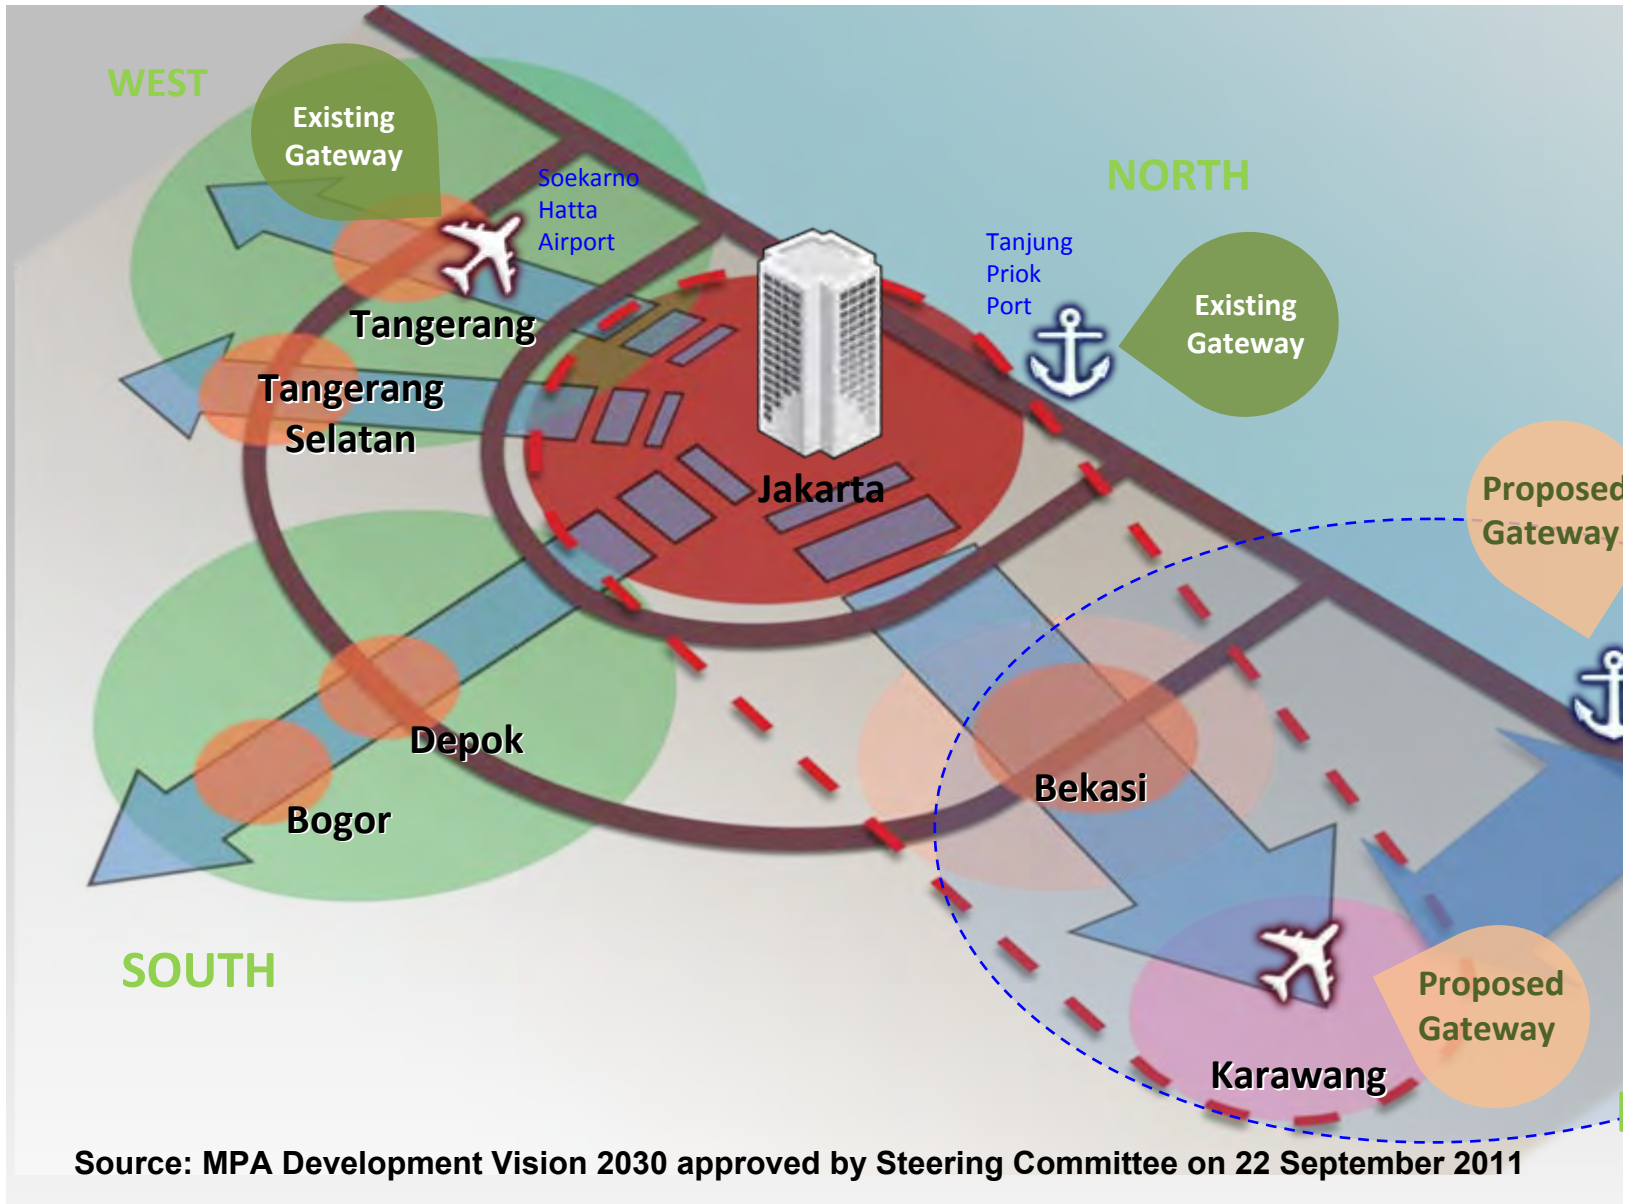 WEST
Existing
Gateway
Soekarno
Hatta
Airport
NORTH
Tanjung
Priok
Port
Existing
Gateway
Tangerang
Tangerang
Selatan
Jakarta
Proposed
Gateway
Depok
Bogor
Bekasi
SOUTH
Proposed
Gateway
Karawang
Source: MPA Development Vision 2030 approved by Steering Committee on 22 September 2011